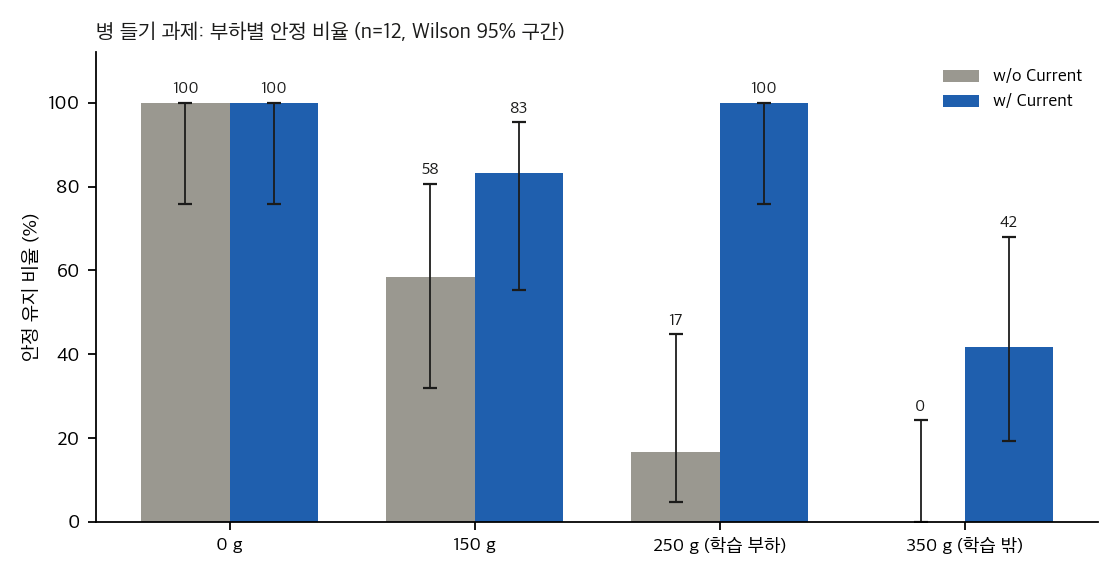 병 들기 과제: 부하별 안정 비율 (n=12, Wilson 95% 구간)
w/o Current
w/ Current
안정 유지 비율 (%)
100
80
60
40
20
0
100
100
58
83
17
100
0
42
0 g
150 g
250 g (학습 부하)
350 g (학습 밖)